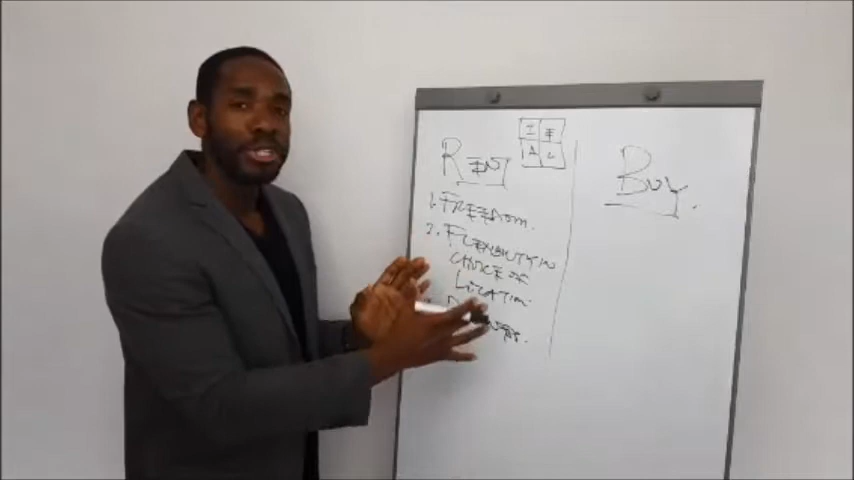 I E
A L
Rent
Buy.
1. FREEDOM.
2. FLEXIBILITY IN
CHOICE OF
LOCATION.